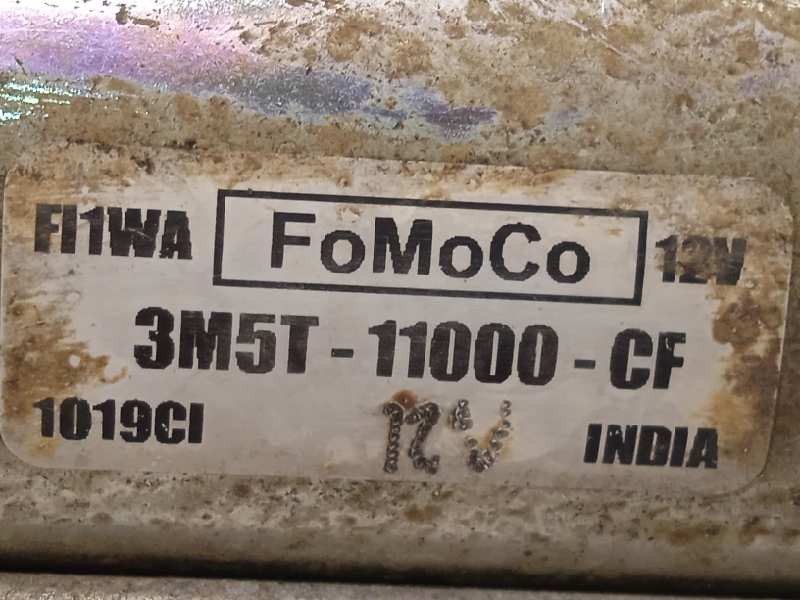 FI1WA FoMoCo 12V
3M5T - 11000 - CF
1019CI 12V INDIA